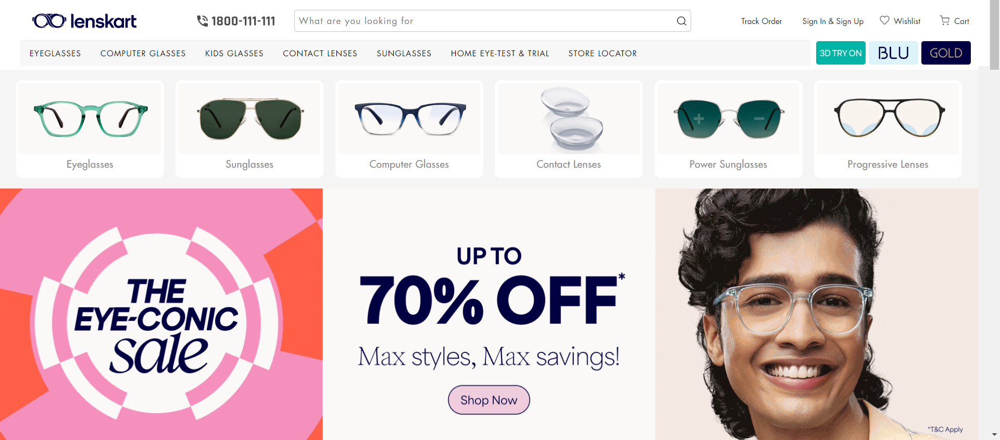 lenskart
1800-111-111
What are you looking for
Track Order
Sign In & Sign Up
Wishlist
Cart
EYEGLASSES
COMPUTER GLASSES
KIDS GLASSES
CONTACT LENSES
SUNGLASSES
HOME EYE-TEST & TRIAL
STORE LOCATOR
3D TRY ON
BLU
GOLD
Eyeglasses
Sunglasses
Computer Glasses
Contact Lenses
Power Sunglasses
Progressive Lenses
THE
EYE-CONIC
sale
UP TO
70% OFF*
Max styles, Max savings!
Shop Now
*T&C Apply